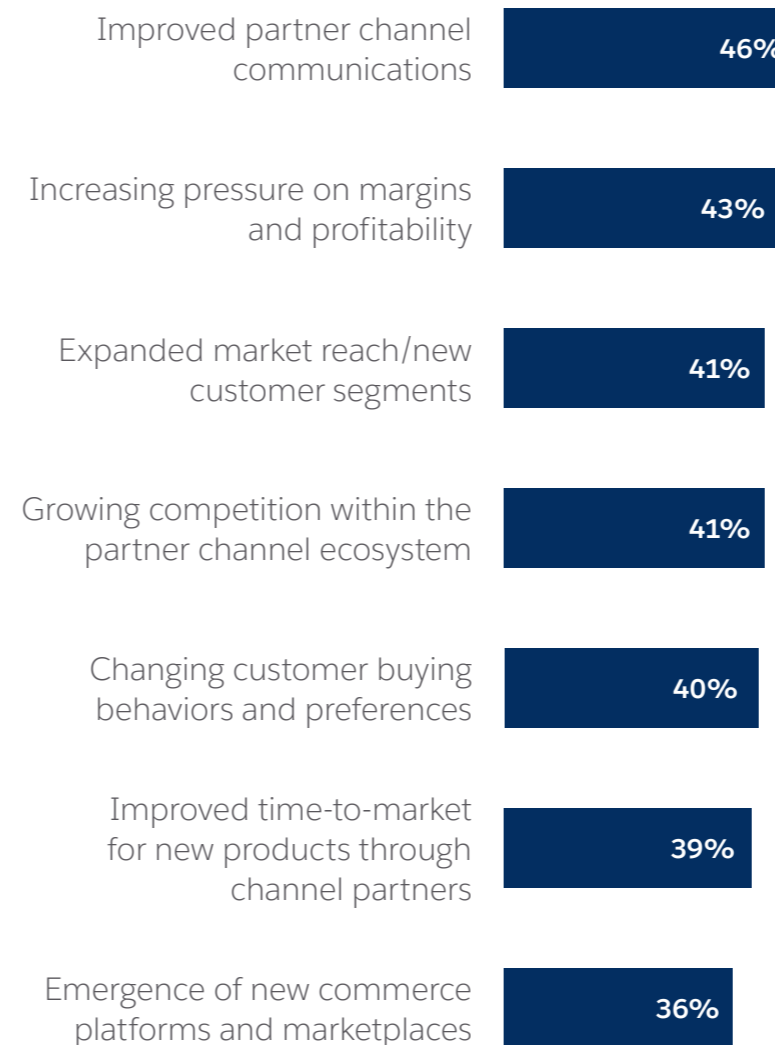 Improved partner channel
communications
46%
Increasing pressure on margins
and profitability
43%
Expanded market reach/new
customer segments
41%
Growing competition within the
partner channel ecosystem
41%
Changing customer buying
behaviors and preferences
40%
Improved time-to-market
for new products through
channel partners
39%
Emergence of new commerce
platforms and marketplaces
36%